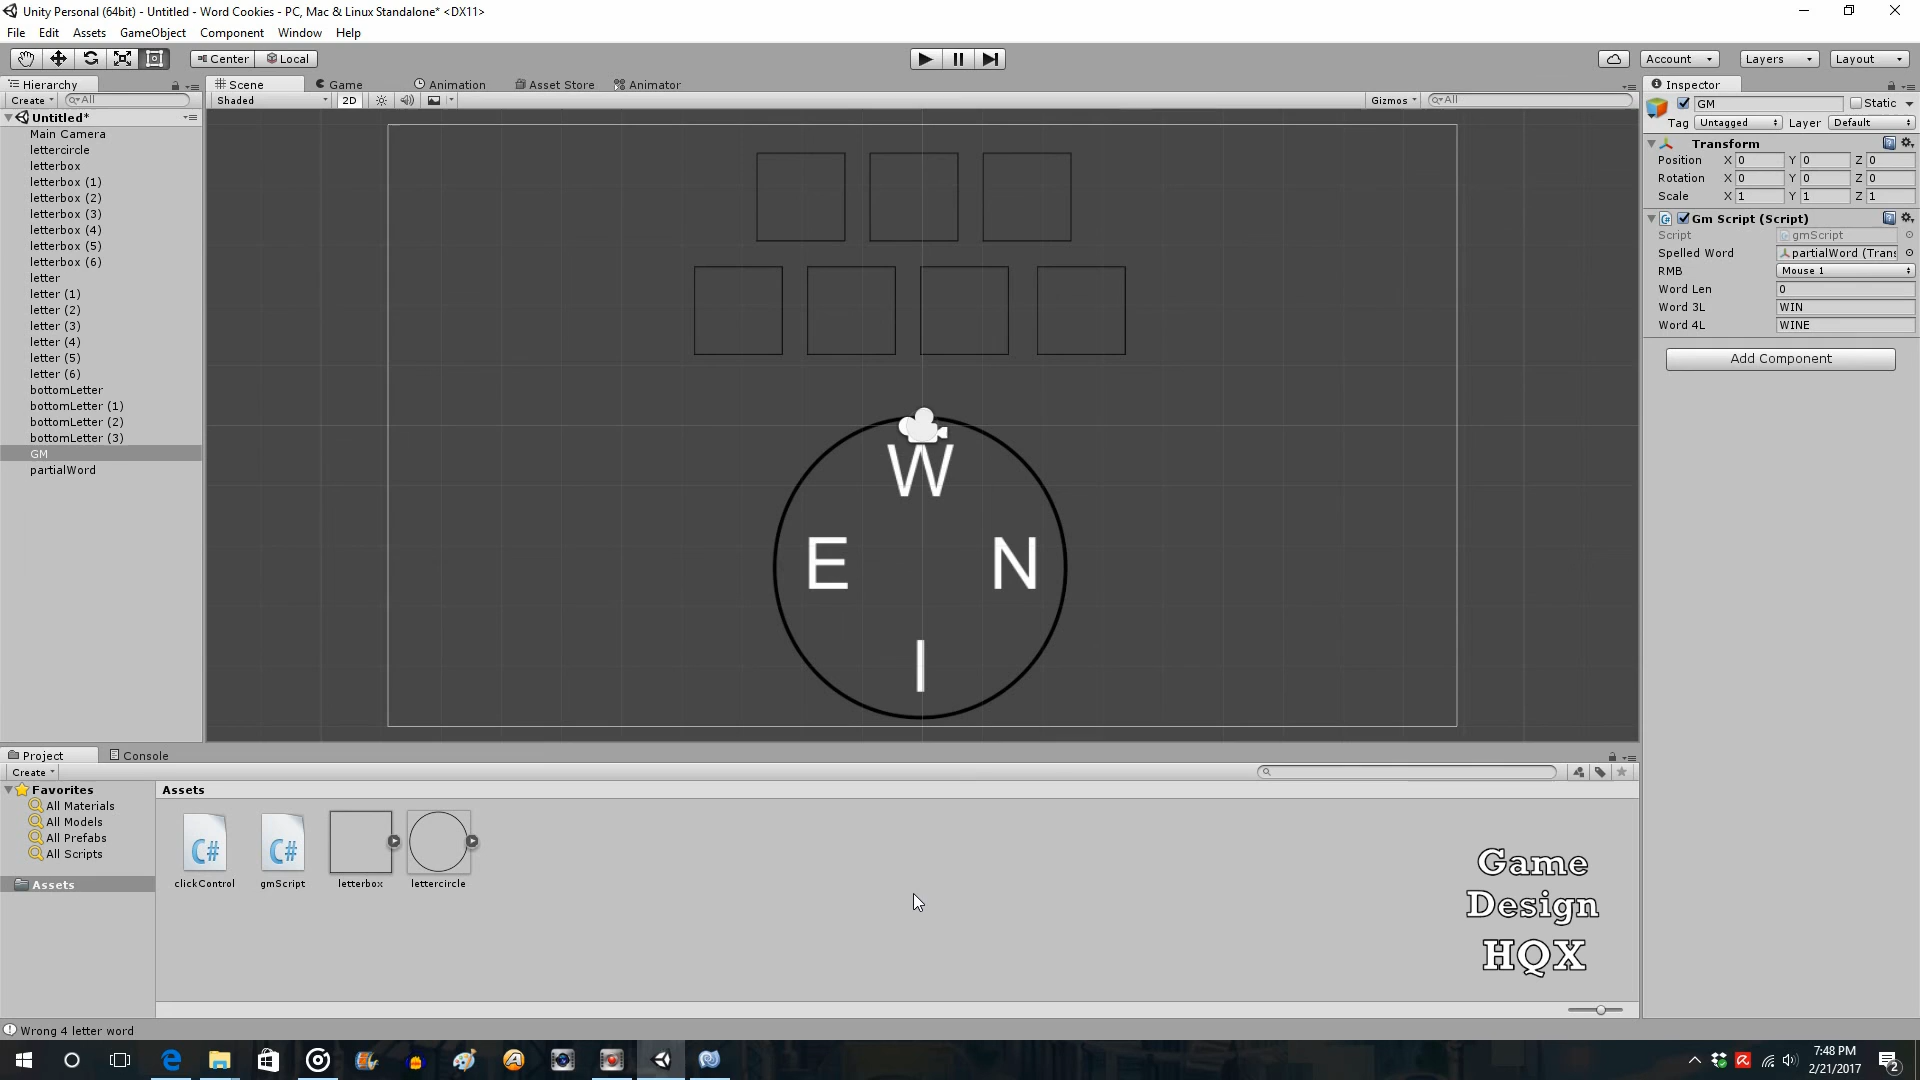 Unity Personal (64bit) - Untitled - Word Cookies - PC, Mac & Linux Standalone* <DX11>
File Edit Assets GameObject Component Window Help
Center Local Account Layers Layout
Hierarchy
Create All
Untitled*
Main Camera
lettercircle
letterbox
letterbox (1)
letterbox (2)
letterbox (3)
letterbox (4)
letterbox (5)
letterbox (6)
letter
letter (1)
letter (2)
letter (3)
letter (4)
letter (5)
letter (6)
bottomLetter
bottomLetter (1)
bottomLetter (2)
bottomLetter (3)
GM
partialWord
Scene Game Animation Asset Store Animator
Shaded 2D Gizmos All
W
E N
I
Inspector
GM Static
Tag Untagged Layer Default
Transform
Position X 0 Y 0 Z 0
Rotation X 0 Y 0 Z 0
Scale X 1 Y 1 Z 1
Gm Script (Script)
Script gmScript
Spelled Word partialWord (Trans
RMB Mouse 1
Word Len 0
Word 3L WIN
Word 4L WINE
Add Component
Project Console
Create
Favorites
All Materials
All Models
All Prefabs
All Scripts
Assets
Assets
clickControl gmScript letterbox lettercircle
Game
Design
HQX
Wrong 4 letter word
7:48 PM
2/21/2017
2